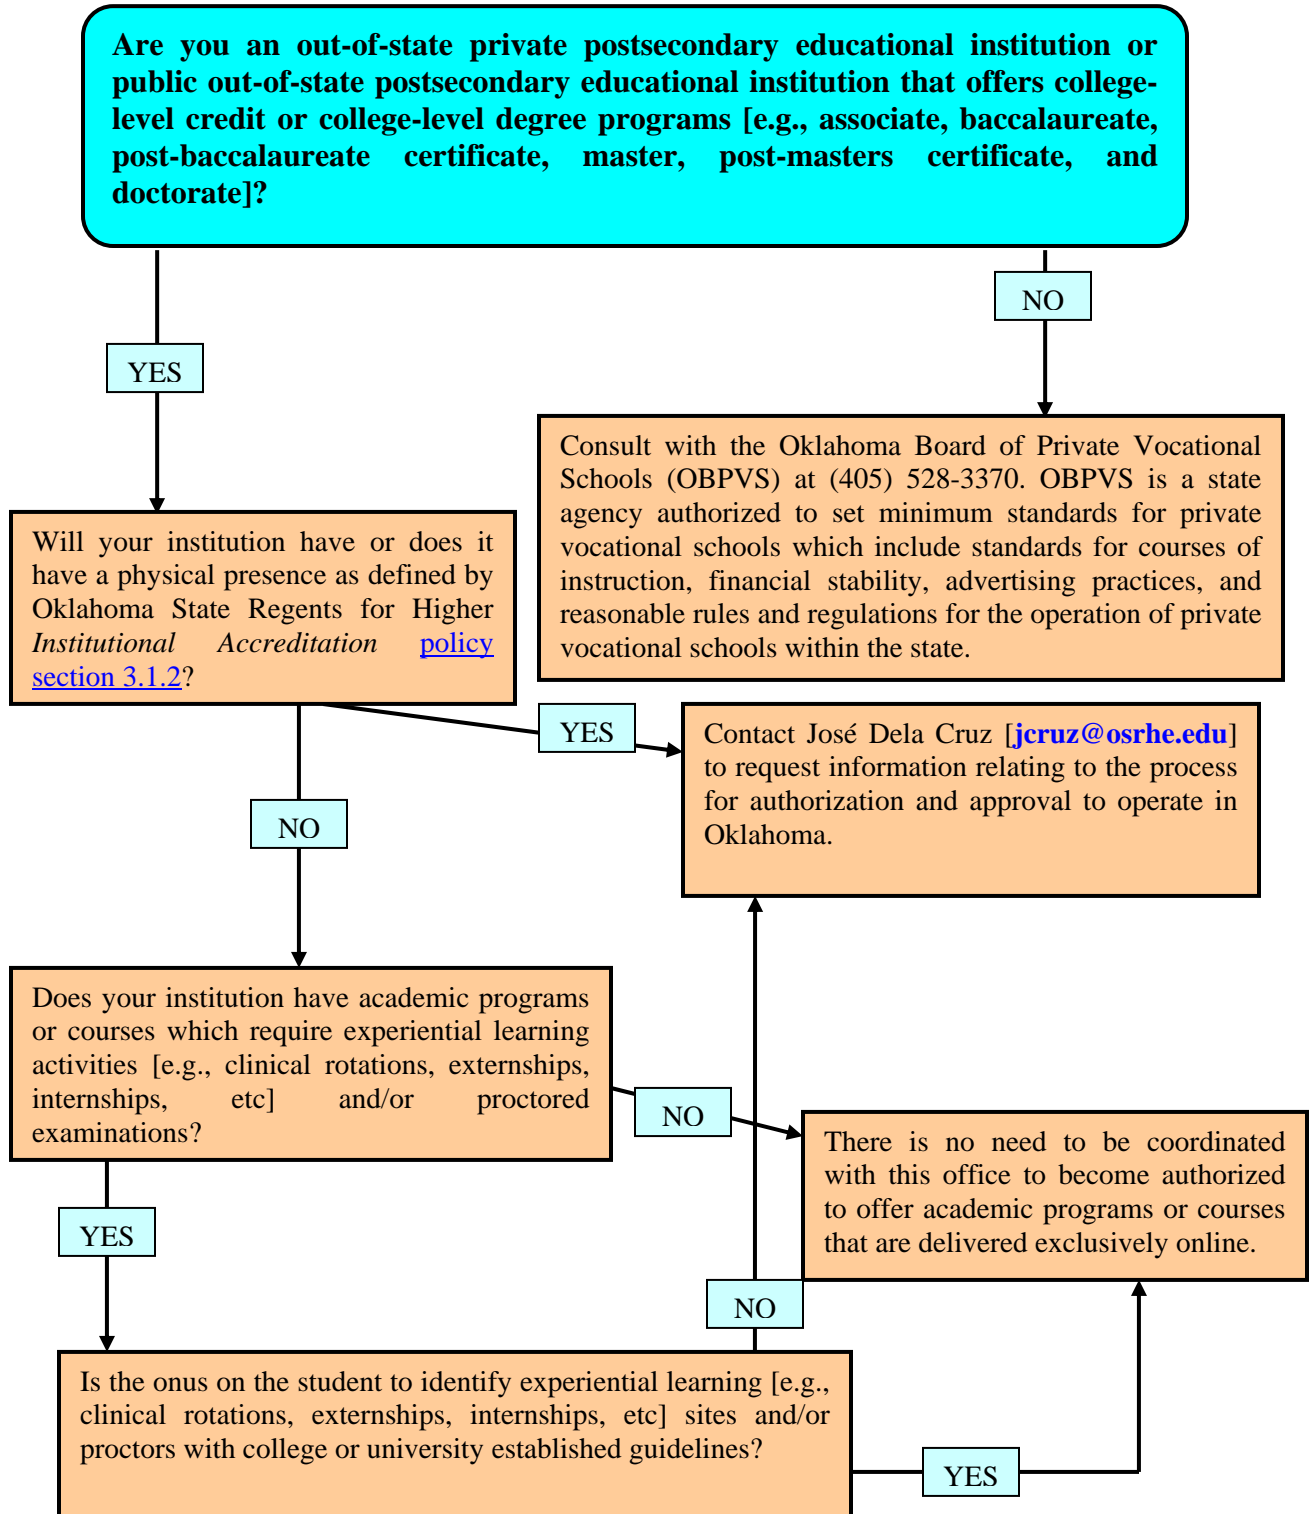 Are you an out-of-state private postsecondary educational institution or
public out-of-state postsecondary educational institution that offers college-
level credit or college-level degree programs [e.g., associate, baccalaureate,
post-baccalaureate certificate, master, post-masters certificate, and
doctorate]?
NO
YES
Consult with the Oklahoma Board of Private Vocational
Schools (OBPVS) at (405) 528-3370. OBPVS is a state
agency authorized to set minimum standards for private
vocational schools which include standards for courses of
instruction, financial stability, advertising practices, and
reasonable rules and regulations for the operation of private
vocational schools within the state.
Will your institution have or does it
have a physical presence as defined by
Oklahoma State Regents for Higher
Institutional Accreditation policy
section 3.1.2?
YES
Contact José Dela Cruz [jcruz@osrhe.edu]
to request information relating to the process
for authorization and approval to operate in
Oklahoma.
NO
Does your institution have academic programs
or courses which require experiential learning
activities [e.g., clinical rotations, externships,
internships, etc] and/or proctored
examinations?
NO
There is no need to be coordinated
with this office to become authorized
to offer academic programs or courses
that are delivered exclusively online.
YES
NO
Is the onus on the student to identify experiential learning [e.g.,
clinical rotations, externships, internships, etc] sites and/or
proctors with college or university established guidelines?
YES